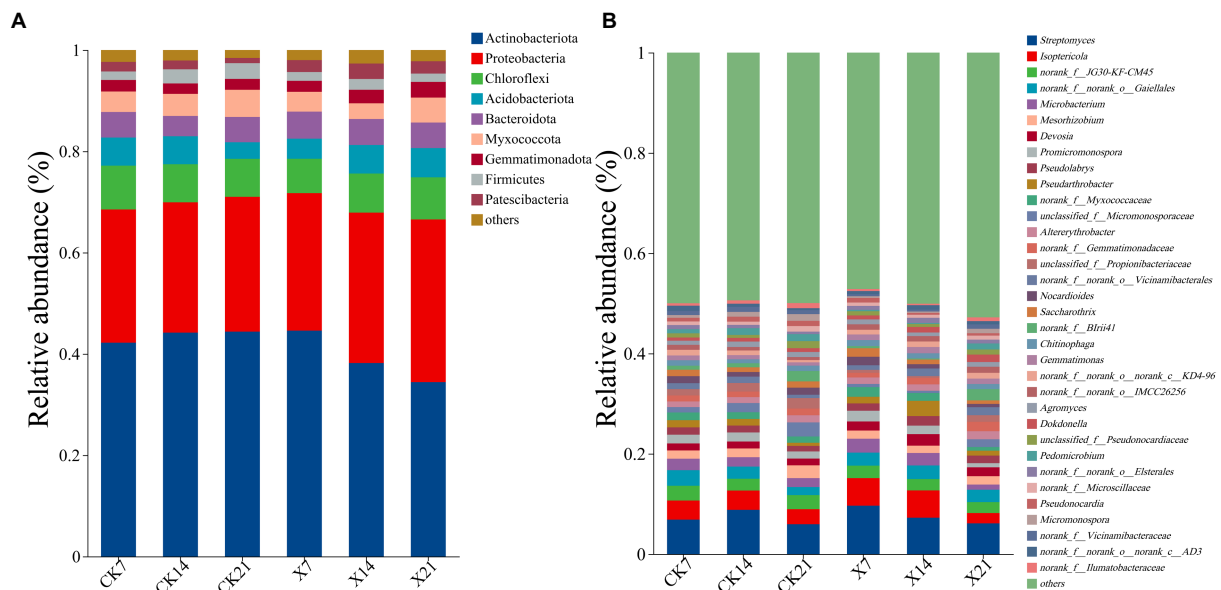 A
Relative abundance (%)
1
0.8
0.6
0.4
0.2
0
CK7
CK14
CK21
X7
X14
X21
Actinobacteriota
Proteobacteria
Chloroflexi
Acidobacteriota
Bacteroidota
Myxococcota
Gemmatimonadota
Firmicutes
Patescibacteria
others
B
Relative abundance (%)
1
0.8
0.6
0.4
0.2
0
CK7
CK14
CK21
X7
X14
X21
Streptomyces
Isoptericola
norank_f__JG30-KF-CM45
norank_f__norank_o__Gaiellales
Microbacterium
Mesorhizobium
Devosia
Promicromonospora
Pseudolabrys
Pseudarthrobacter
norank_f__Myxococcaceae
unclassified_f__Micromonosporaceae
Altererythrobacter
norank_f__Gemmatimonadaceae
unclassified_f__Propionibacteriaceae
norank_f__norank_o__Vicinamibacterales
Nocardioides
Saccharothrix
norank_f__BIrii41
Chitinophaga
Gemmatimonas
norank_f__norank_o__norank_c__KD4-96
norank_f__norank_o__IMCC26256
Agromyces
Dokdonella
unclassified_f__Pseudonocardiaceae
Pedomicrobium
norank_f__norank_o__Elsterales
norank_f__Microscillaceae
Pseudonocardia
Micromonospora
norank_f__Vicinamibacteraceae
norank_f__norank_o__norank_c__AD3
norank_f__Ilumatobacteraceae
others